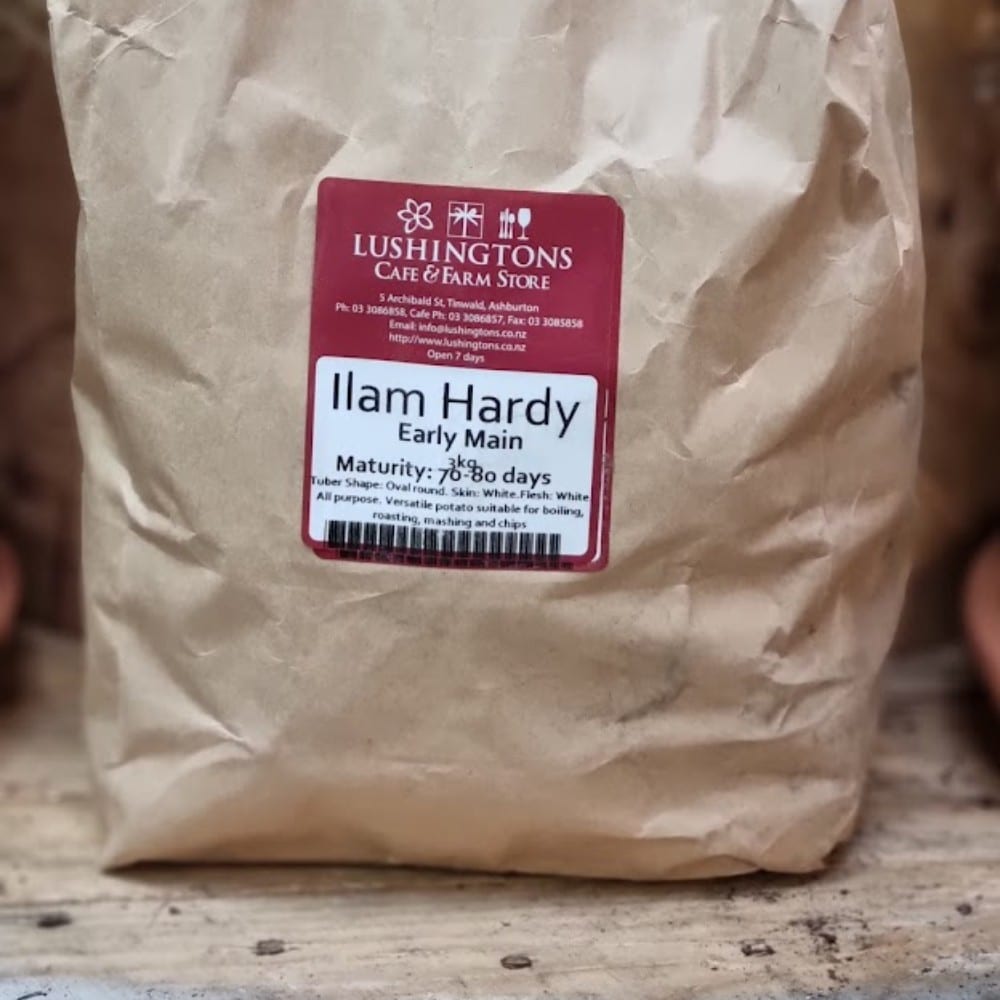 LUSHINGTONS
CAFE & FARM STORE
5 Archibald St, Tinwald, Ashburton
Ph: 03 3086858, Cafe Ph: 03 3086857, Fax: 03 3085858
Email: info@lushingtons.co.nz
http://www.lushingtons.co.nz
Open 7 days
Ilam Hardy
Early Main
3kg
Maturity: 70-80 days
Tuber Shape: Oval round. Skin: White.Flesh: White
All purpose. Versatile potato suitable for boiling,
roasting, mashing and chips